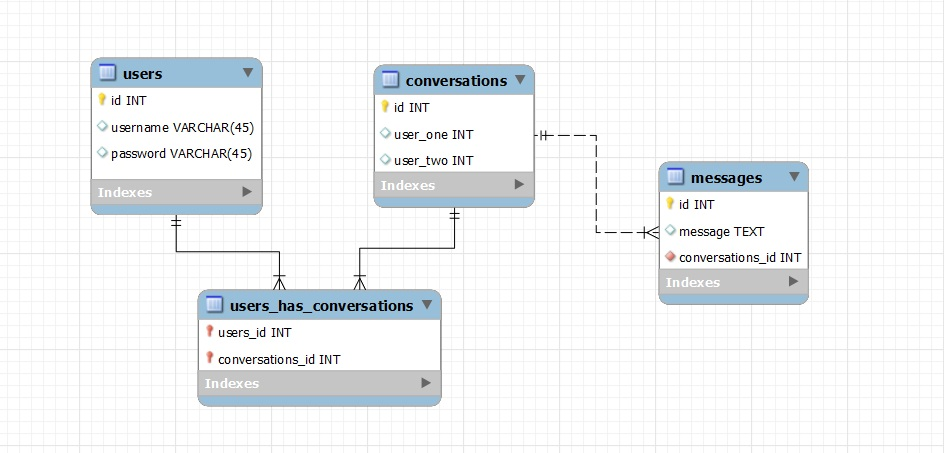 users
id INT
username VARCHAR(45)
password VARCHAR(45)
Indexes
conversations
id INT
user_one INT
user_two INT
Indexes
messages
id INT
message TEXT
conversations_id INT
Indexes
users_has_conversations
users_id INT
conversations_id INT
Indexes